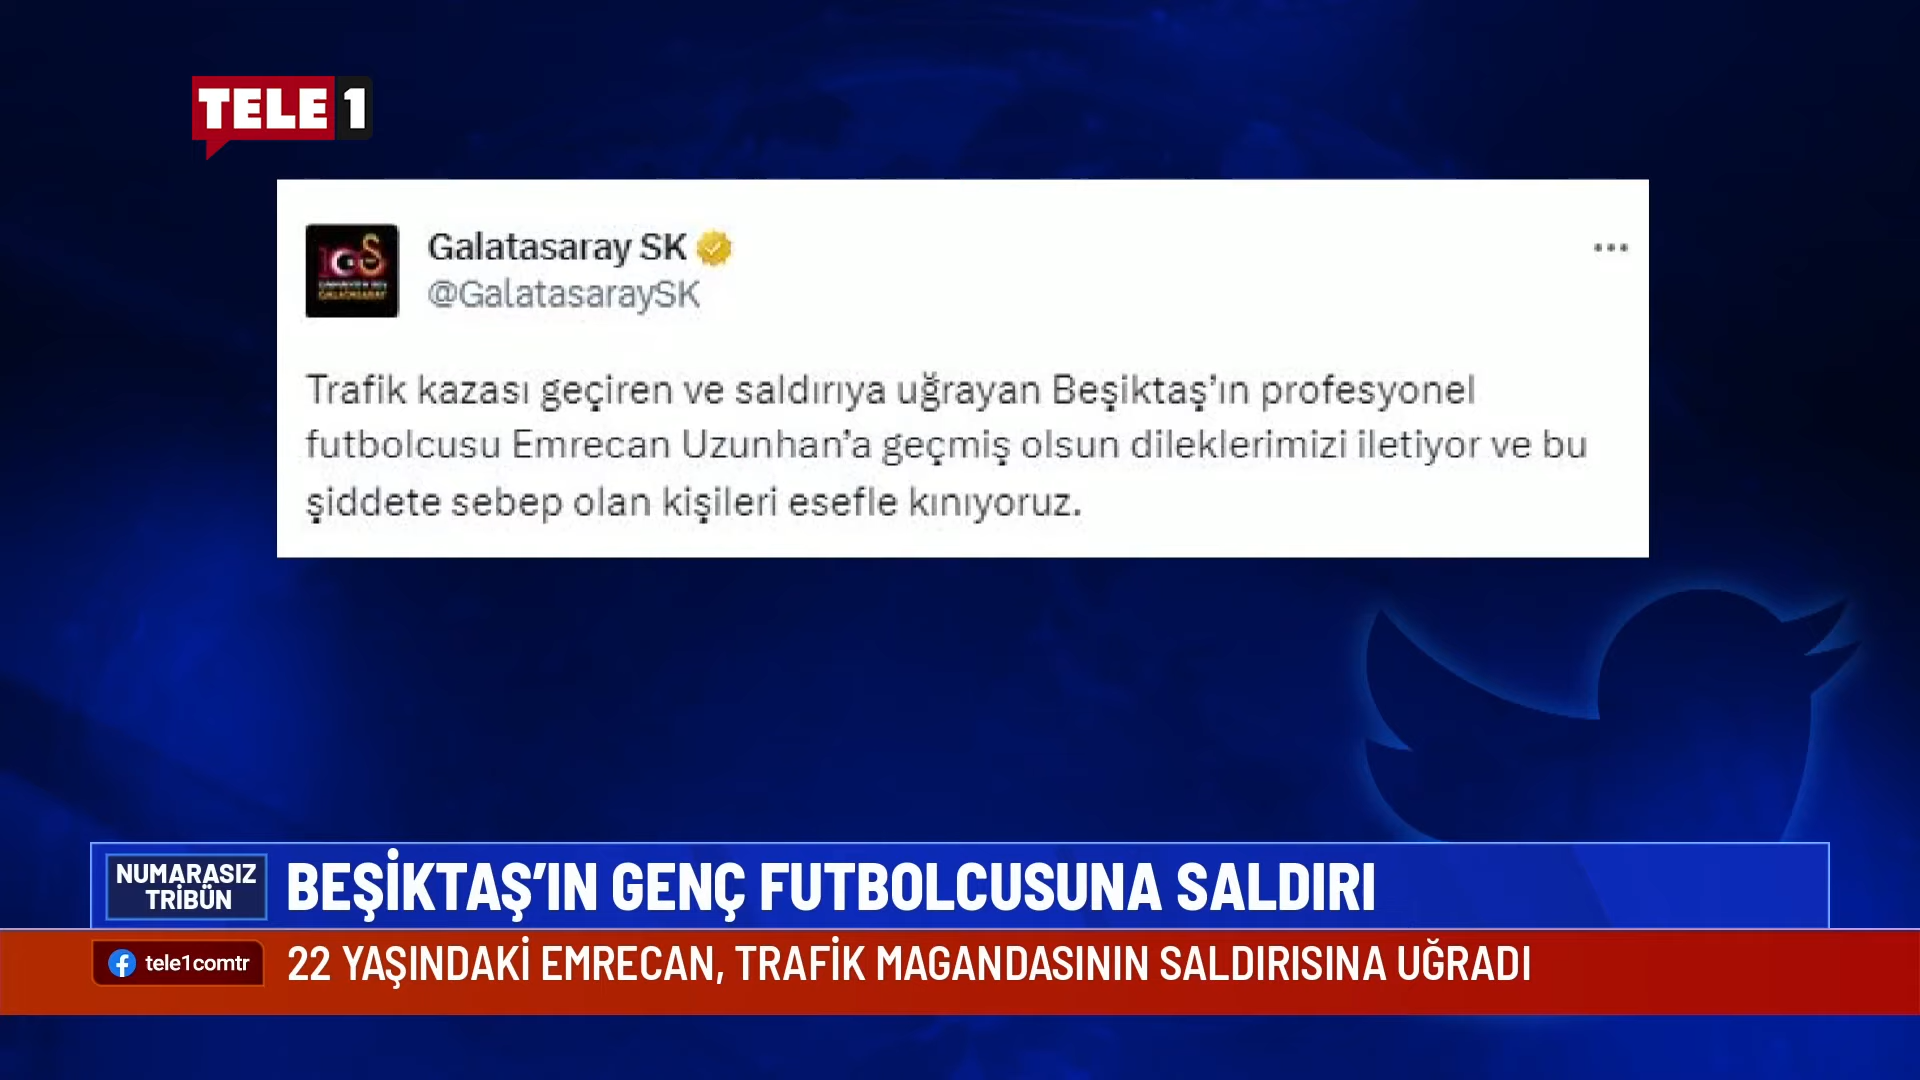 TELE1
Galatasaray SK
@GalatasaraySK
Trafik kazası geçiren ve saldırıya uğrayan Beşiktaş’ın profesyonel
futbolcusu Emrecan Uzunhan’a geçmiş olsun dileklerimizi iletiyor ve bu
şiddete sebep olan kişileri esefle kınıyoruz.
NUMARASIZ
TRİBÜN
BEŞİKTAŞ’IN GENÇ FUTBOLCUSUNA SALDIRI
tele1comtr
22 YAŞINDAKİ EMRECAN, TRAFİK MAGANDASININ SALDIRISINA UĞRADI